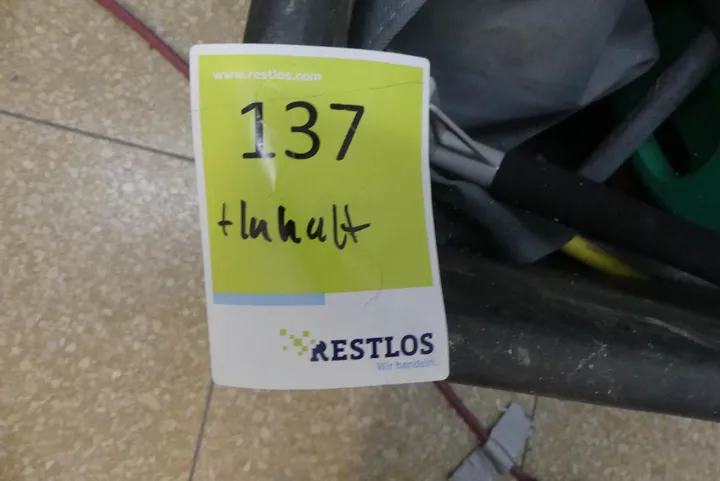 www.restlos.com
137
+Inhalt
RESTLOS
Wir handeln.